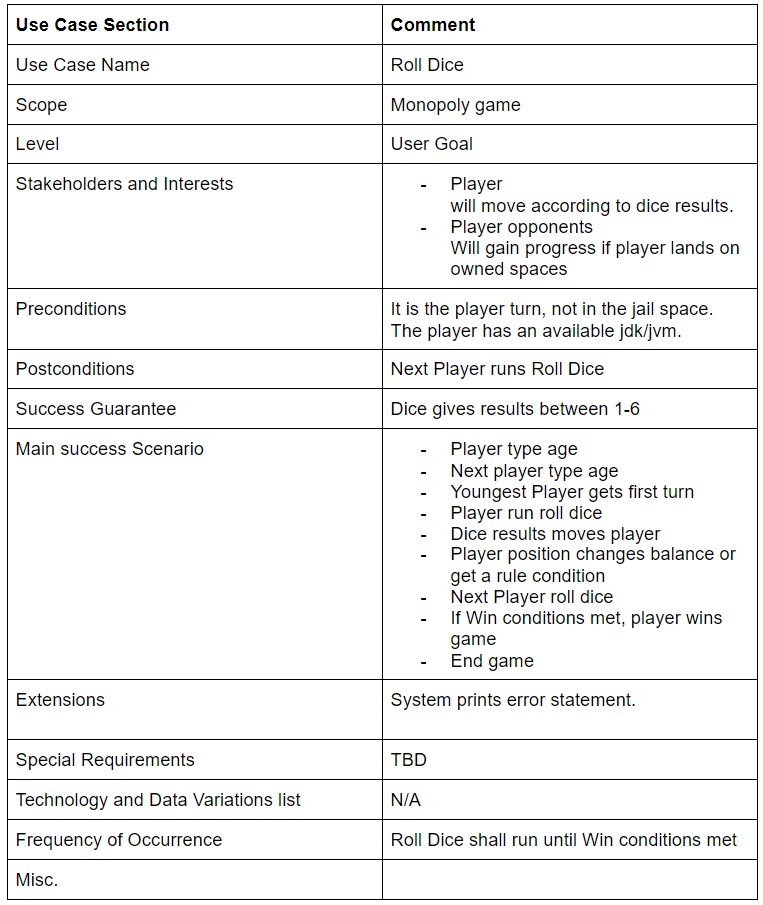 Use Case Section Comment
Use Case Name Roll Dice
Scope Monopoly game
Level User Goal
Stakeholders and Interests - Player
will move according to dice results.
- Player opponents
Will gain progress if player lands on
owned spaces
Preconditions It is the player turn, not in the jail space.
The player has an available jdk/jvm.
Postconditions Next Player runs Roll Dice
Success Guarantee Dice gives results between 1-6
Main success Scenario - Player type age
- Next player type age
- Youngest Player gets first turn
- Player run roll dice
- Dice results moves player
- Player position changes balance or
get a rule condition
- Next Player roll dice
- If Win conditions met, player wins
game
- End game
Extensions System prints error statement.
Special Requirements TBD
Technology and Data Variations list N/A
Frequency of Occurrence Roll Dice shall run until Win conditions met
Misc.